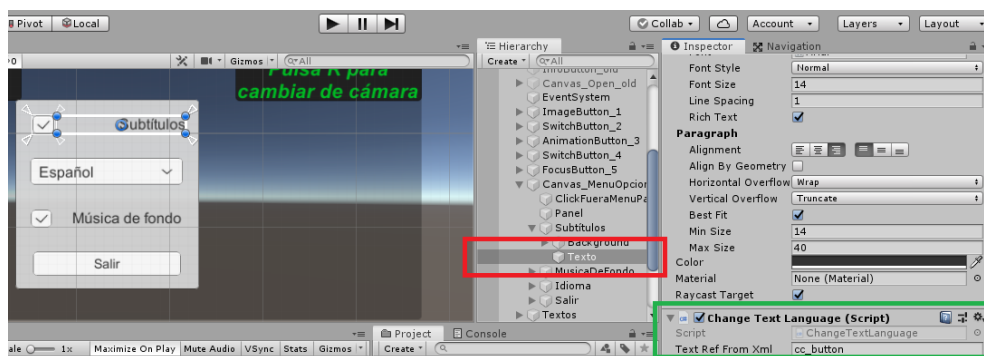 Pivot Local
Collab Account Layers Layout
Gizmos All
Pulsa R para
cambiar de cámara
Subtítulos
Español
Música de fondo
Salir
Hierarchy
Create All
InfoButton_old
Canvas_Open_old
EventSystem
ImageButton_1
SwitchButton_2
AnimationButton_3
SwitchButton_4
FocusButton_5
Canvas_MenuOpcion
ClickFueraMenuPa
Panel
Subtítulos
Background
Texto
MusicaDeFondo
Idioma
Salir
Textos
Inspector Navigation
Font Style Normal
Font Size 14
Line Spacing 1
Rich Text
Paragraph
Alignment
Align By Geometry
Horizontal Overflow Wrap
Vertical Overflow Truncate
Best Fit
Min Size 14
Max Size 40
Color
Material None (Material)
Raycast Target
Change Text Language (Script)
Script ChangeTextLanguage
Text Ref From Xml cc_button
Project Console
Create
ale 1x Maximize On Play Mute Audio VSync Stats Gizmos